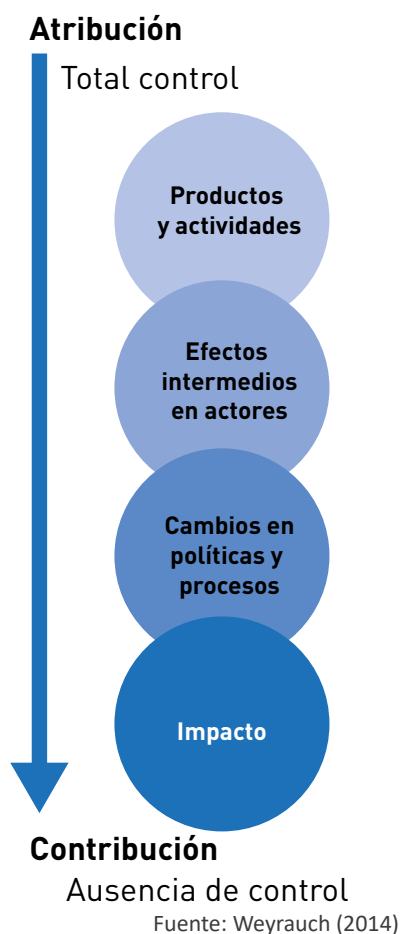 Atribución
Total control
Productos
y actividades
Efectos
intermedios
en actores
Cambios en
políticas y
procesos
Impacto
Contribución
Ausencia de control
Fuente: Weyrauch (2014)